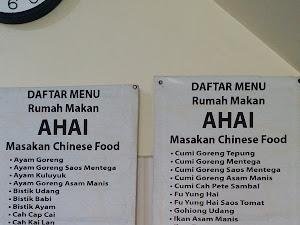 DAFTAR MENU
Rumah Makan
AHAI
Masakan Chinese Food
• Ayam Goreng
• Ayam Goreng Saos Mentega
• Ayam Kuluyuk
• Ayam Goreng Asam Manis
• Bistik Udang
• Bistik Babi
• Bistik Ayam
• Cah Cap Cai
• Cah Kai Lan
DAFTAR MENU
Rumah Makan
AHAI
Masakan Chinese Food
• Cumi Goreng Tepung
• Cumi Goreng Mentega
• Cumi Goreng Saos Mentega
• Cumi Goreng Asam Manis
• Cumi Cah Pete Sambal
• Fu Yung Hai
• Fu Yung Hai Saos Tomat
• Gohiong Udang
• Ikan Asam Manis